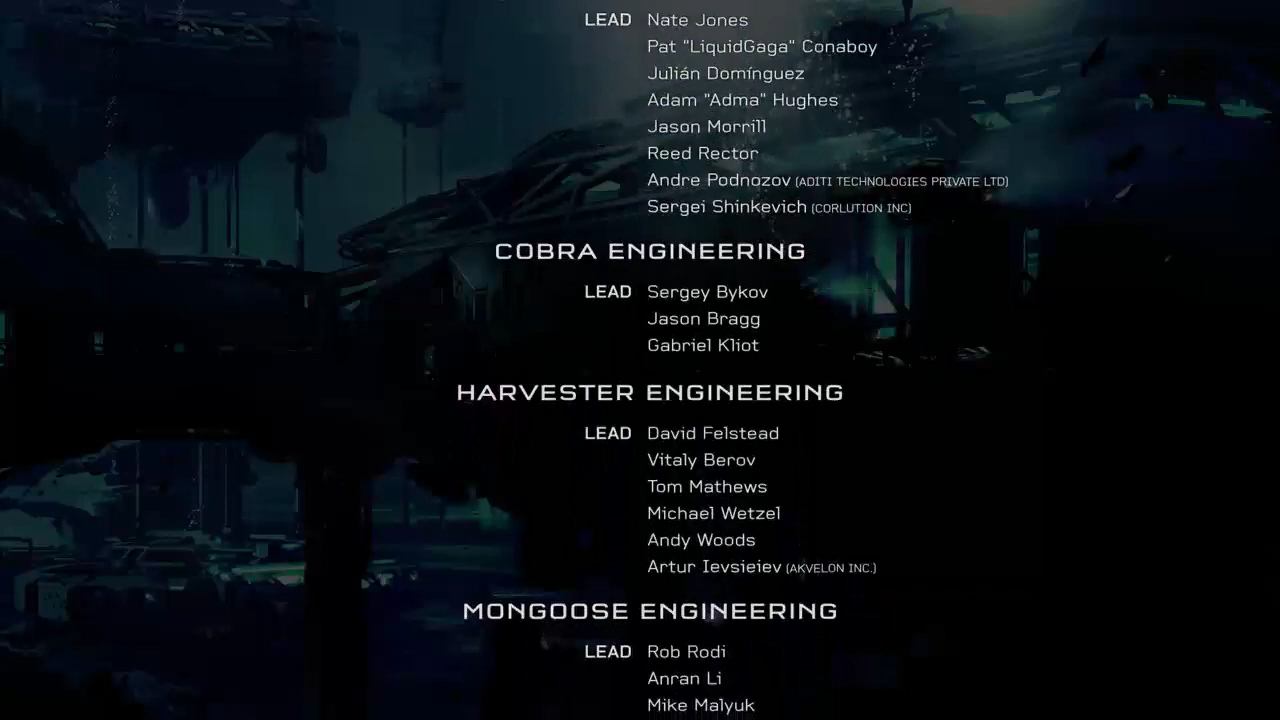 LEAD Nate Jones
Pat "LiquidGaga" Conaboy
Julián Domínguez
Adam "Adma" Hughes
Jason Morrill
Reed Rector
Andre Podnozov (ADITI TECHNOLOGIES PRIVATE LTD)
Sergei Shinkevich (CORLUTION INC)
COBRA ENGINEERING
LEAD Sergey Bykov
Jason Bragg
Gabriel Kliot
HARVESTER ENGINEERING
LEAD David Felstead
Vitaly Berov
Tom Mathews
Michael Wetzel
Andy Woods
Artur Ievsieiev (AKVELON INC.)
MONGOOSE ENGINEERING
LEAD Rob Rodi
Anran Li
Mike Malyuk